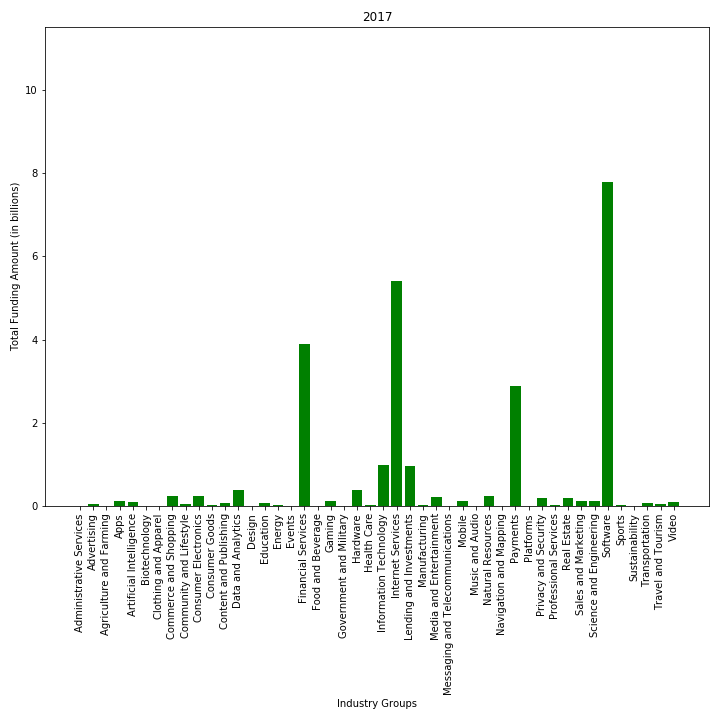 2017
Total Funding Amount (in billions)
10
8
6
4
2
0
Administrative Services
Advertising
Agriculture and Farming
Apps
Artificial Intelligence
Biotechnology
Clothing and Apparel
Commerce and Shopping
Community and Lifestyle
Consumer Electronics
Consumer Goods
Content and Publishing
Data and Analytics
Design
Education
Energy
Events
Financial Services
Food and Beverage
Gaming
Government and Military
Hardware
Health Care
Information Technology
Internet Services
Lending and Investments
Manufacturing
Media and Entertainment
Messaging and Telecommunications
Mobile
Music and Audio
Natural Resources
Navigation and Mapping
Payments
Platforms
Privacy and Security
Professional Services
Real Estate
Sales and Marketing
Science and Engineering
Software
Sports
Sustainability
Transportation
Travel and Tourism
Video
Industry Groups